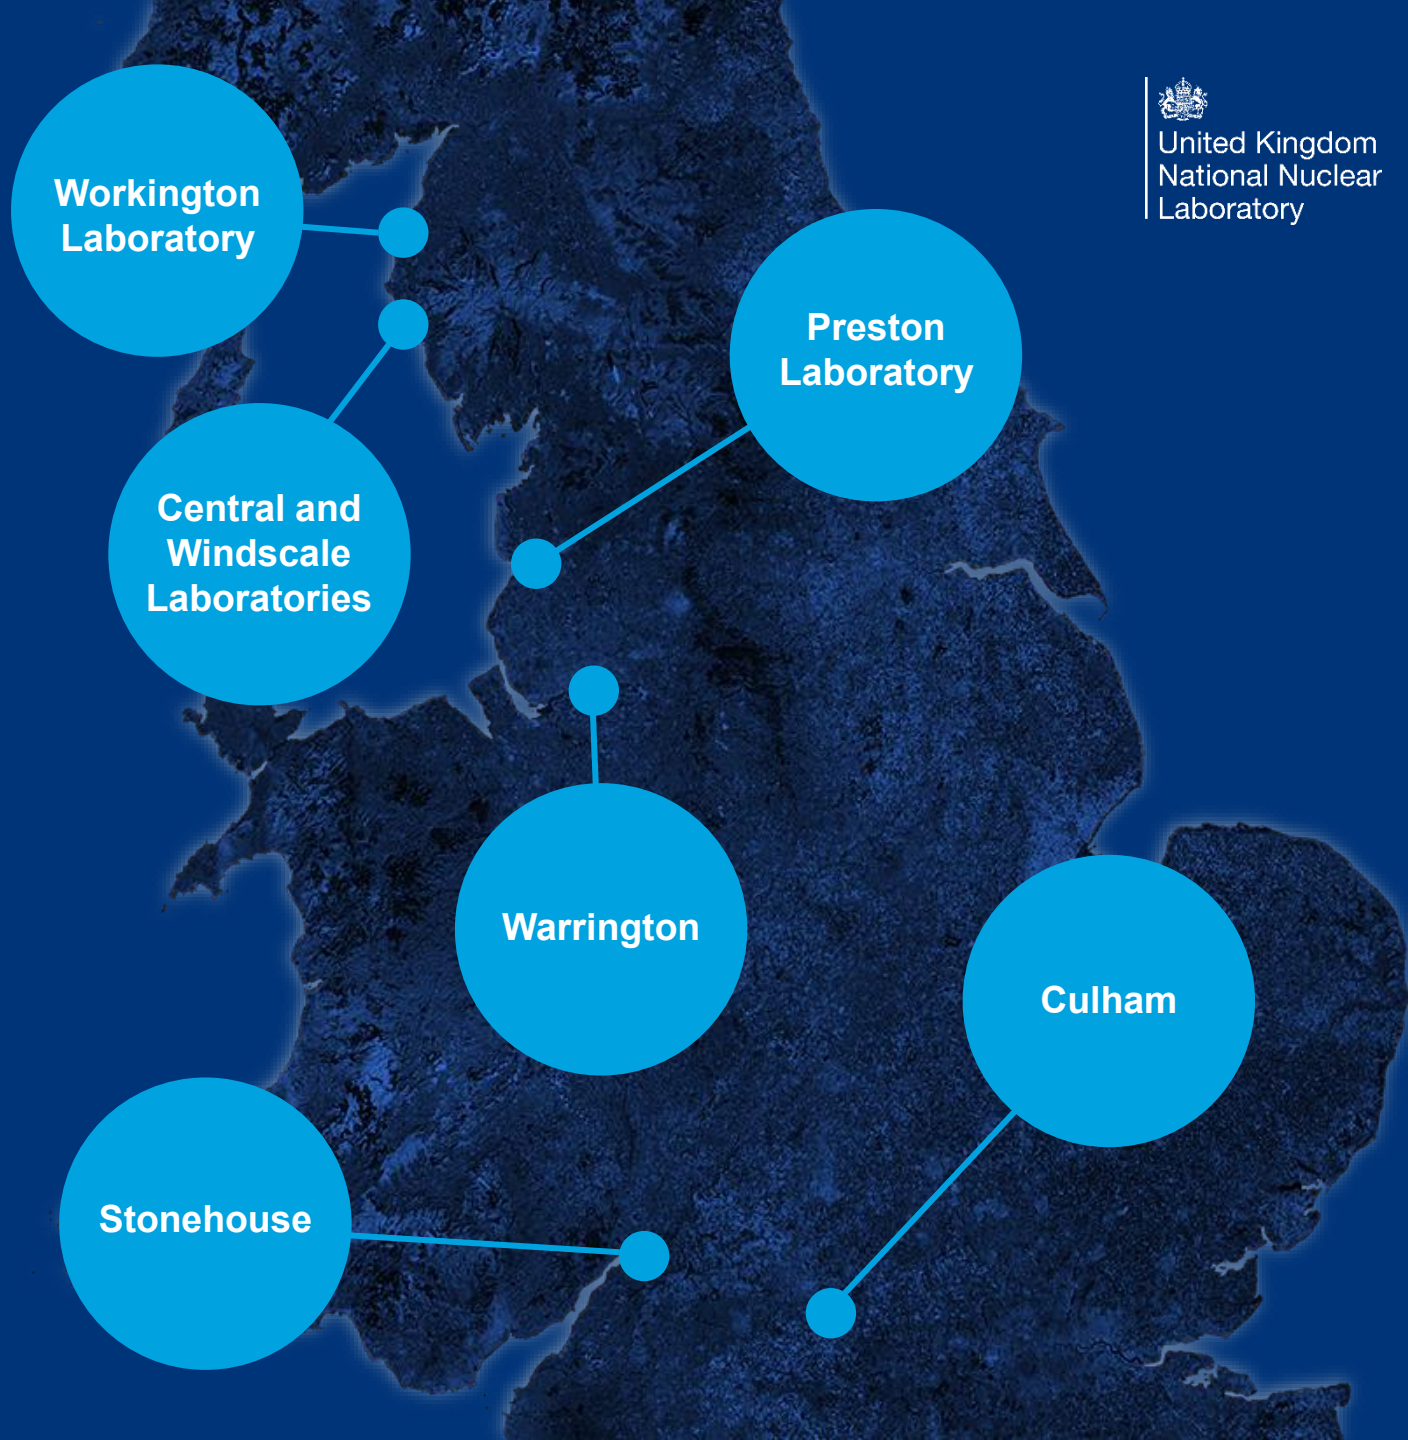 United Kingdom
National Nuclear
Laboratory
Workington
Laboratory
Preston
Laboratory
Central and
Windscale
Laboratories
Warrington
Culham
Stonehouse